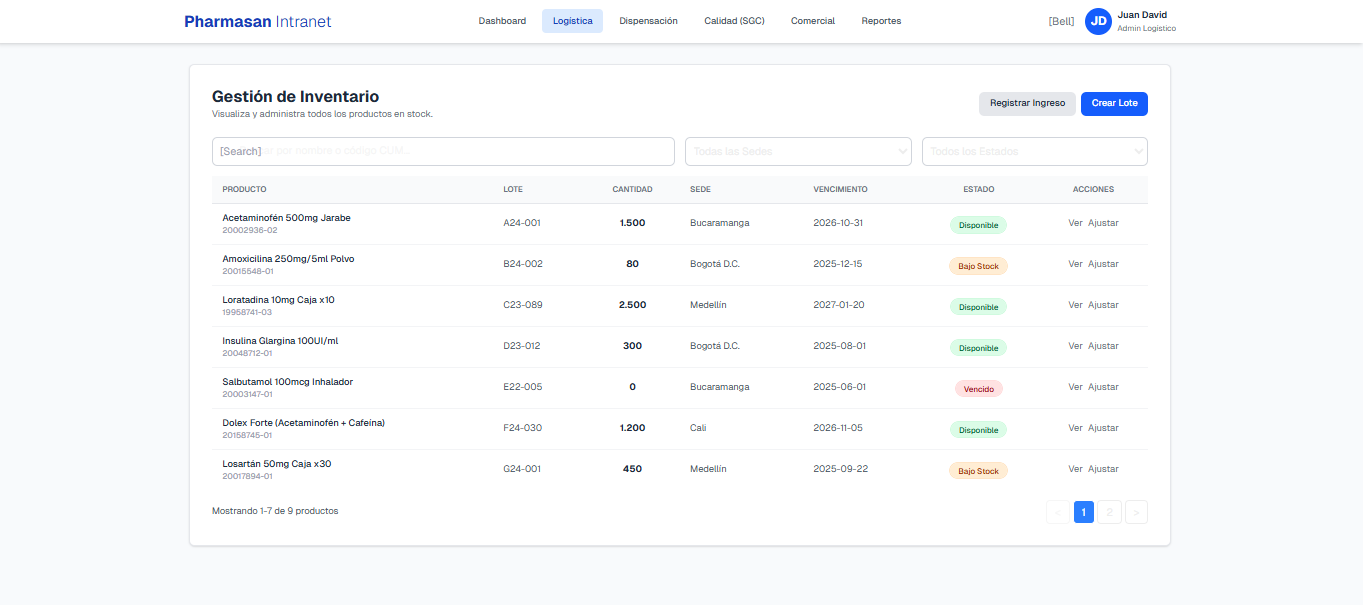 Pharmasan Intranet
Dashboard Logística Dispensación Calidad (SGC) Comercial Reportes
[Bell] JD Juan David
Admin Logístico
Gestión de Inventario
Visualiza y administra todos los productos en stock.
Registrar Ingreso Crear Lote
[Search] por nombre o código CUM... Todas las Sedes Todos los Estados
PRODUCTO LOTE CANTIDAD SEDE VENCIMIENTO ESTADO ACCIONES
Acetaminofén 500mg Jarabe A24-001 1.500 Bucaramanga 2026-10-31 Disponible Ver Ajustar
20002936-02
Amoxicilina 250mg/5ml Polvo B24-002 80 Bogotá D.C. 2025-12-15 Bajo Stock Ver Ajustar
20015548-01
Loratadina 10mg Caja x10 C23-089 2.500 Medellín 2027-01-20 Disponible Ver Ajustar
19958741-03
Insulina Glargina 100UI/ml D23-012 300 Bogotá D.C. 2025-08-01 Disponible Ver Ajustar
20048712-01
Salbutamol 100mcg Inhalador E22-005 0 Bucaramanga 2025-06-01 Vencido Ver Ajustar
20003147-01
Dolex Forte (Acetaminofén + Cafeína) F24-030 1.200 Cali 2026-11-05 Disponible Ver Ajustar
20158745-01
Losartán 50mg Caja x30 G24-001 450 Medellín 2025-09-22 Bajo Stock Ver Ajustar
20017894-01
Mostrando 1-7 de 9 productos < 1 2 >